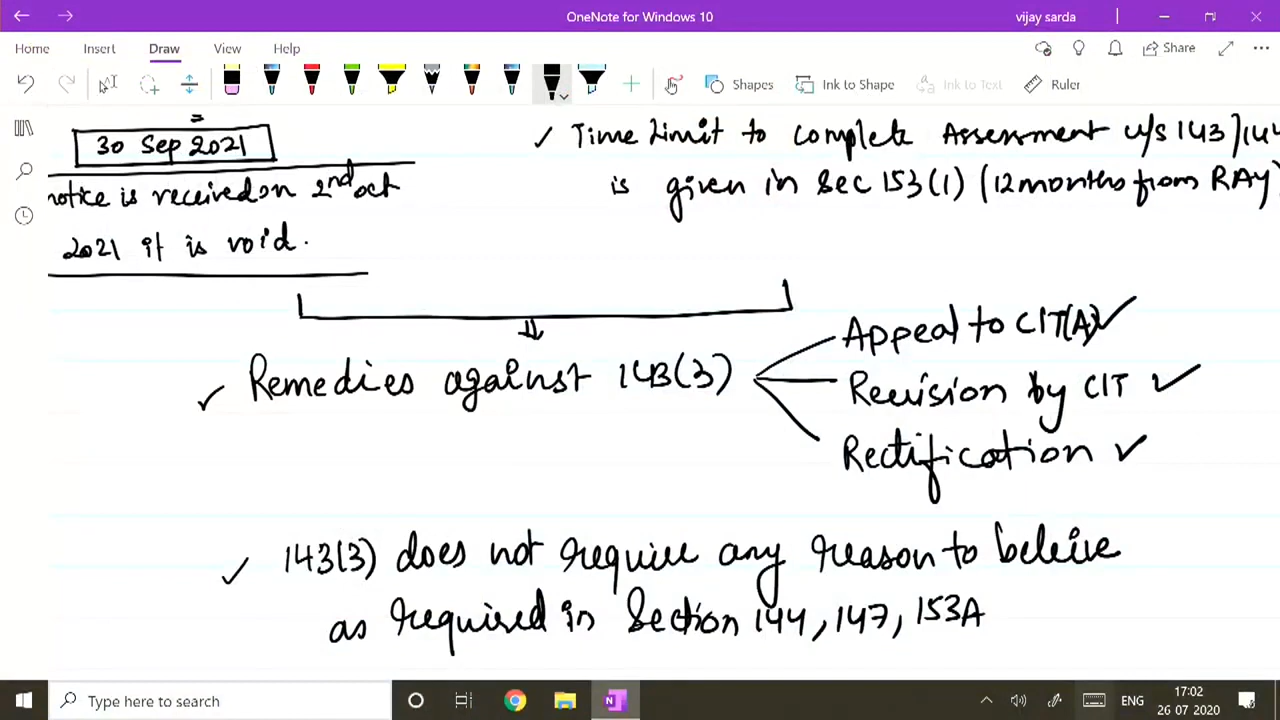 OneNote for Windows 10
vijay sarda
Home
Insert
Draw
View
Help
Share
Shapes
Ink to Shape
Ink to Text
Ruler
30 Sep 2021
notice is received on 2nd oct
2021 it is void.
Time Limit to complete Assessment u/s 143/144
is given in Sec 153(1) (12 months from RAY)
Remedies against 143(3)
Appeal to CIT(A)
Revision by CIT
Rectification
143(3) does not require any reason to beleive
as required in Section 144, 147, 153A
Type here to search
ENG
17:02
26 07 2020